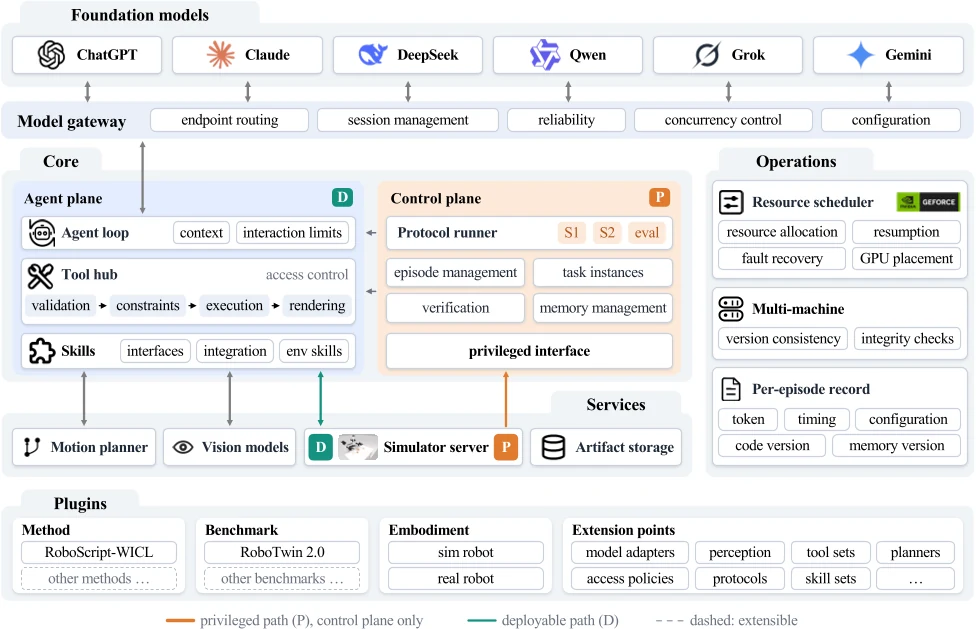 Foundation models
ChatGPT
Claude
DeepSeek
Qwen
Grok
Gemini
Model gateway
endpoint routing
session management
reliability
concurrency control
configuration
Core
Agent plane
D
Agent loop
context
interaction limits
Tool hub
access control
validation
constraints
execution
rendering
Skills
interfaces
integration
env skills
Control plane
P
Protocol runner
S1
S2
eval
episode management
task instances
verification
memory management
privileged interface
Operations
Resource scheduler
GEFORCE
resource allocation
resumption
fault recovery
GPU placement
Multi-machine
version consistency
integrity checks
Per-episode record
token
timing
configuration
code version
memory version
Services
Motion planner
Vision models
D
Simulator server
P
Artifact storage
Plugins
Method
RoboScript-WICL
other methods …
Benchmark
RoboTwin 2.0
other benchmarks …
Embodiment
sim robot
real robot
Extension points
model adapters
perception
tool sets
planners
access policies
protocols
skill sets
…
privileged path (P), control plane only
deployable path (D)
dashed: extensible